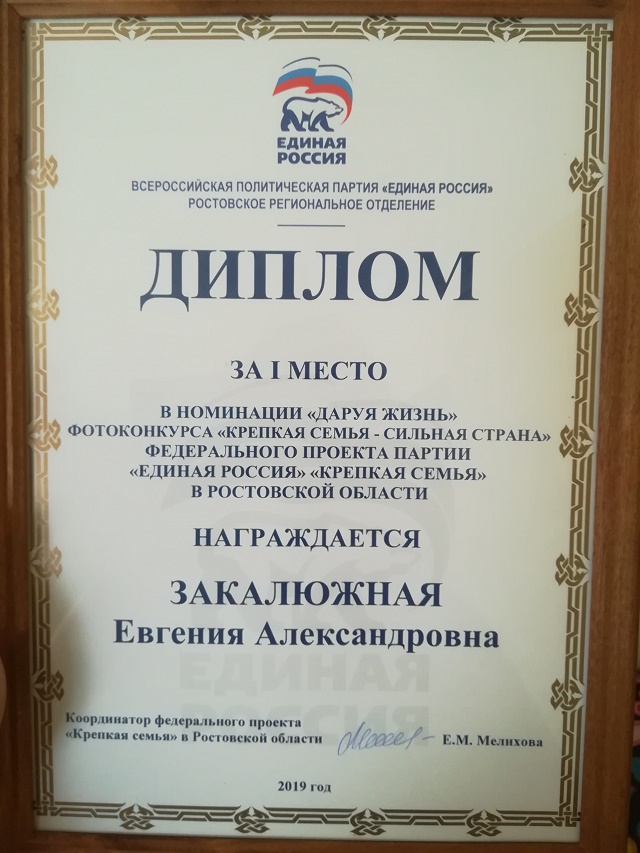 ЕДИНАЯ
РОССИЯ
ВСЕРОССИЙСКАЯ ПОЛИТИЧЕСКАЯ ПАРТИЯ «ЕДИНАЯ РОССИЯ»
РОСТОВСКОЕ РЕГИОНАЛЬНОЕ ОТДЕЛЕНИЕ
ДИПЛОМ
ЗА I МЕСТО
В НОМИНАЦИИ «ДАРУЯ ЖИЗНЬ»
ФОТОКОНКУРСА «КРЕПКАЯ СЕМЬЯ - СИЛЬНАЯ СТРАНА»
ФЕДЕРАЛЬНОГО ПРОЕКТА ПАРТИИ
«ЕДИНАЯ РОССИЯ» «КРЕПКАЯ СЕМЬЯ»
В РОСТОВСКОЙ ОБЛАСТИ
НАГРАЖДАЕТСЯ
ЗАКАЛЮЖНАЯ
Евгения Александровна
ЕДИНАЯ
РОССИЯ
Координатор федерального проекта
«Крепкая семья» в Ростовской области Е.М. Мелихова
2019 год